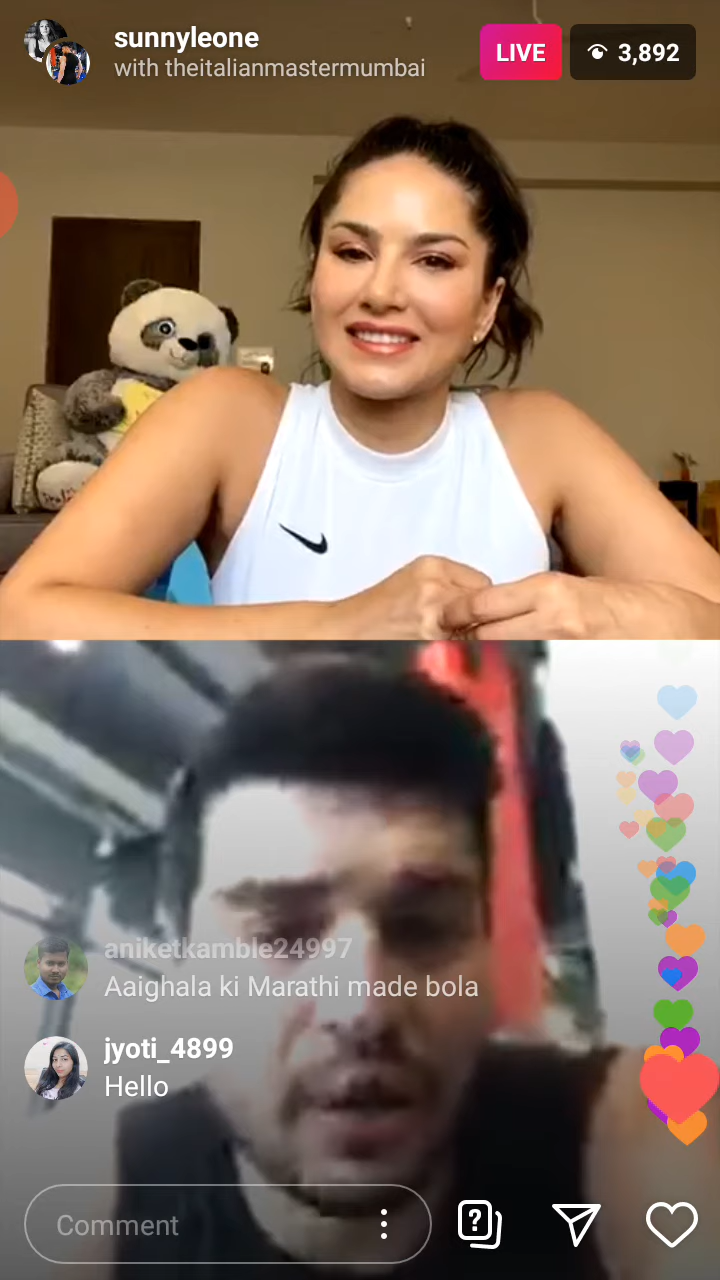 sunnyleone
with theitalianmastermumbai
LIVE
3,892
aniketkamble24997
Aaighala ki Marathi made bola
jyoti_4899
Hello
Comment